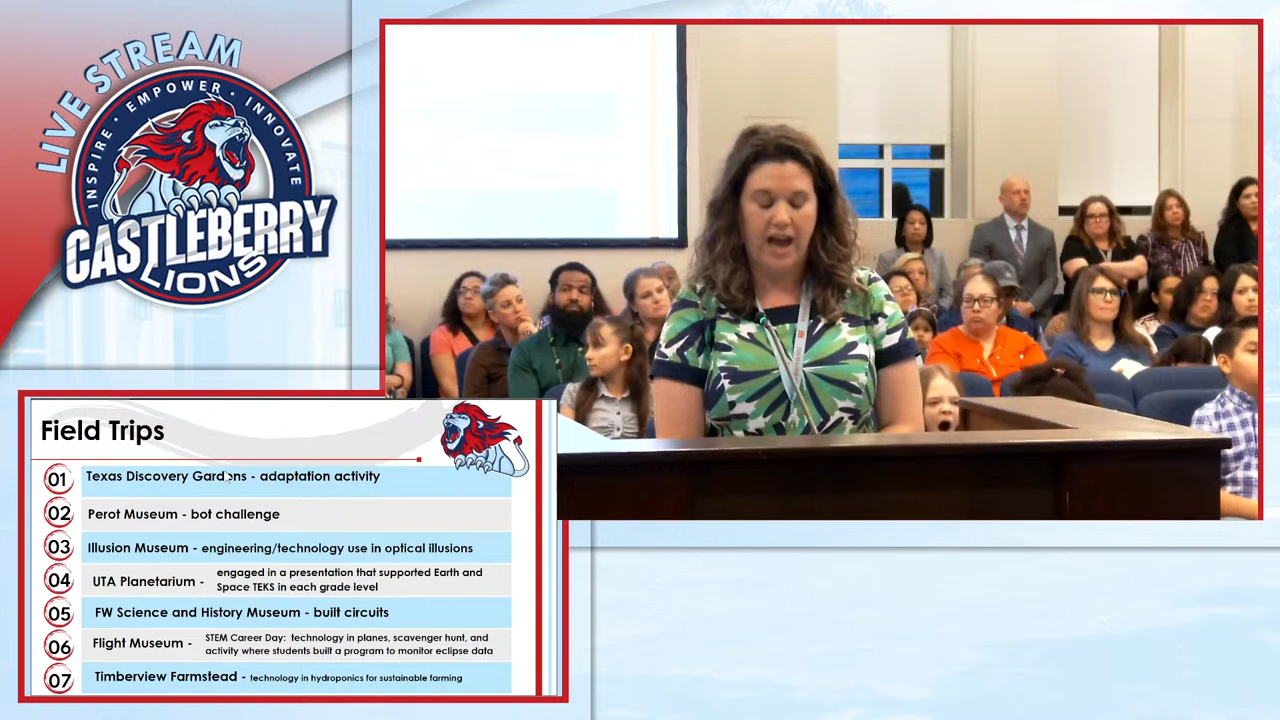 LIVE STREAM
INSPIRE · EMPOWER · INNOVATE
CASTLEBERRY
LIONS
Field Trips
01 Texas Discovery Gardens - adaptation activity
02 Perot Museum - bot challenge
03 Illusion Museum - engineering/technology use in optical illusions
04 UTA Planetarium - engaged in a presentation that supported Earth and
Space TEKS in each grade level
05 FW Science and History Museum - built circuits
06 Flight Museum - STEM Career Day: technology in planes, scavenger hunt, and
activity where students built a program to monitor eclipse data
07 Timberview Farmstead - technology in hydroponics for sustainable farming